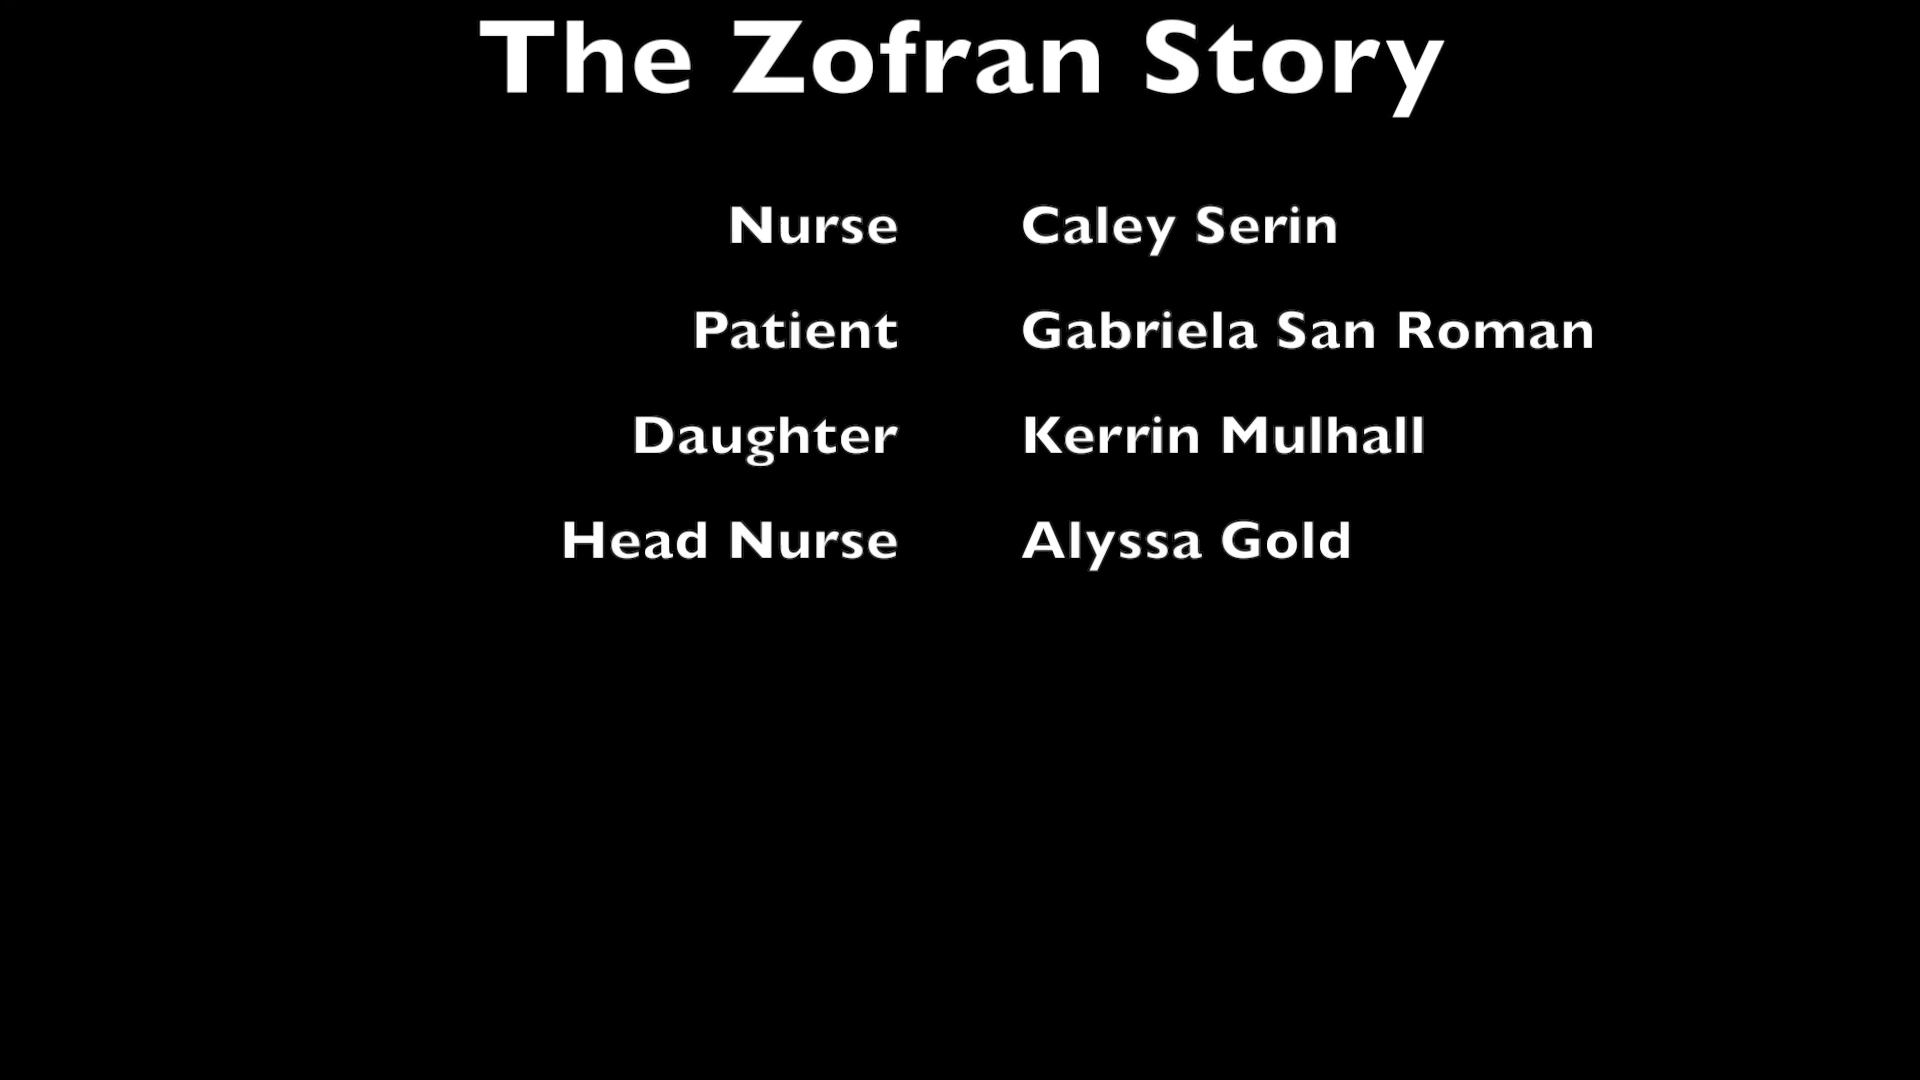 The Zofran Story
Nurse Caley Serin
Patient Gabriela San Roman
Daughter Kerrin Mulhall
Head Nurse Alyssa Gold